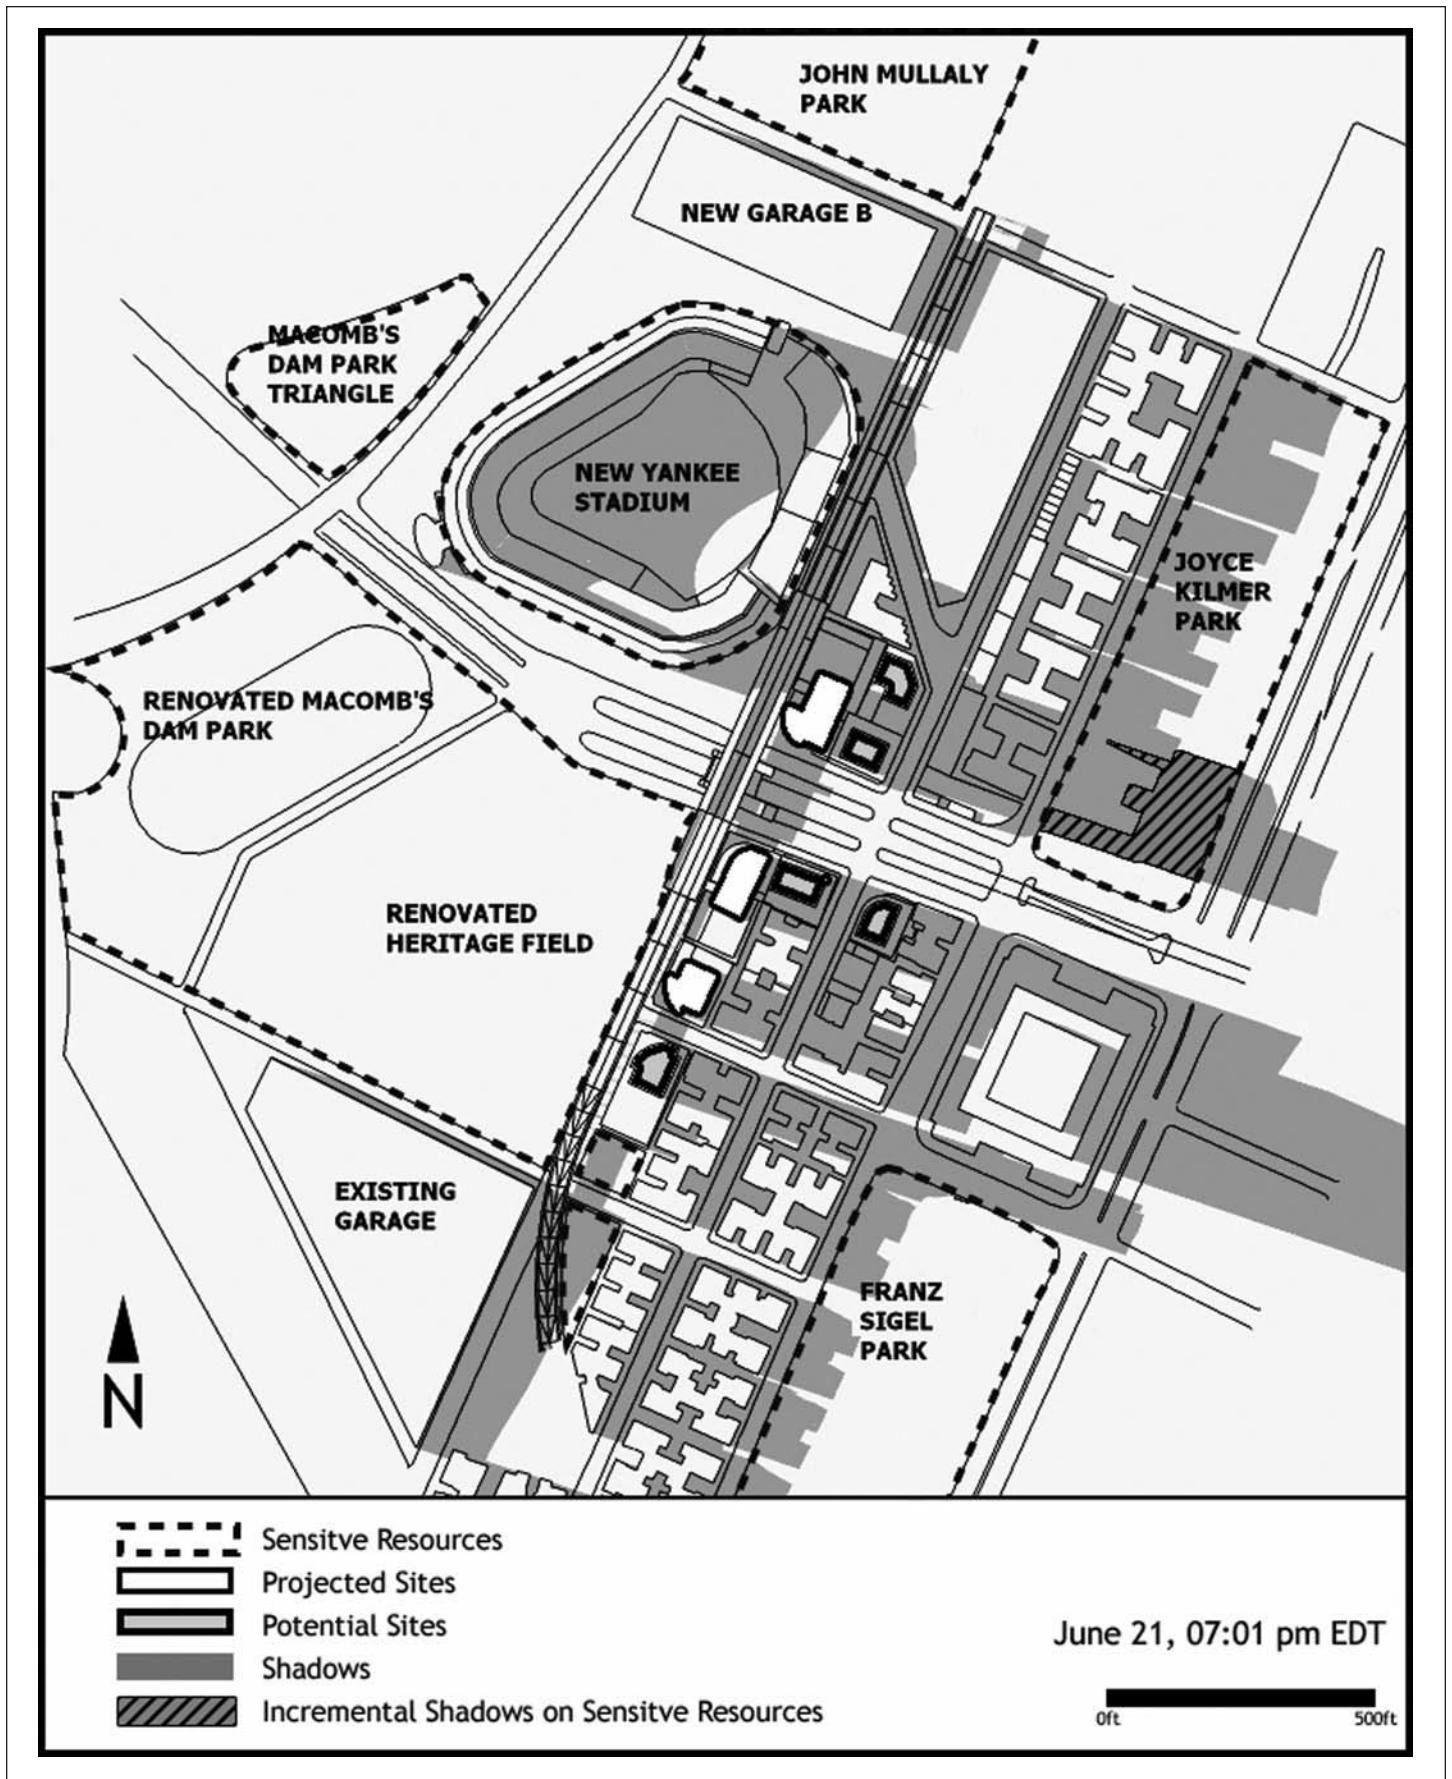 JOHN MULLALY
PARK
NEW GARAGE B
MACOMB'S
DAM PARK
TRIANGLE
NEW YANKEE
STADIUM
JOYCE
KILMER
PARK
RENOVATED MACOMB'S
DAM PARK
RENOVATED
HERITAGE FIELD
EXISTING
GARAGE
FRANZ
SIGEL
PARK
N
Sensitve Resources
Projected Sites
Potential Sites
Shadows
Incremental Shadows on Sensitve Resources
June 21, 07:01 pm EDT
0ft 500ft